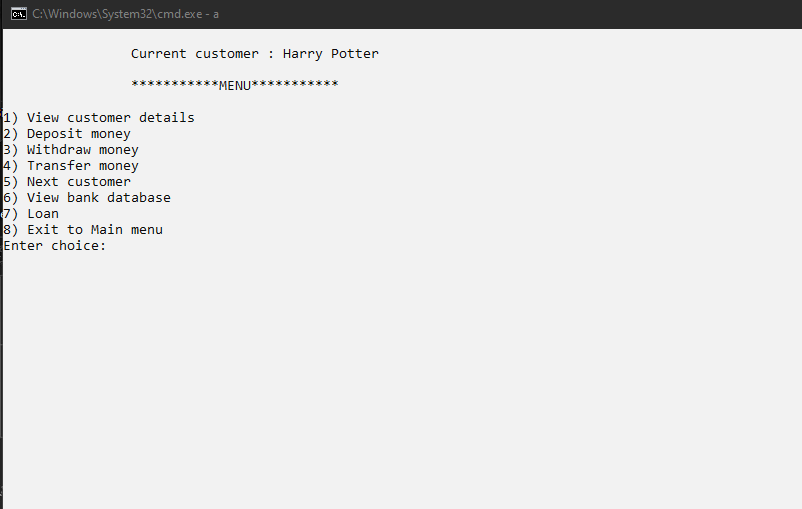 C:\Windows\System32\cmd.exe - a
Current customer : Harry Potter
***********MENU***********
1) View customer details
2) Deposit money
3) Withdraw money
4) Transfer money
5) Next customer
6) View bank database
7) Loan
8) Exit to Main menu
Enter choice: